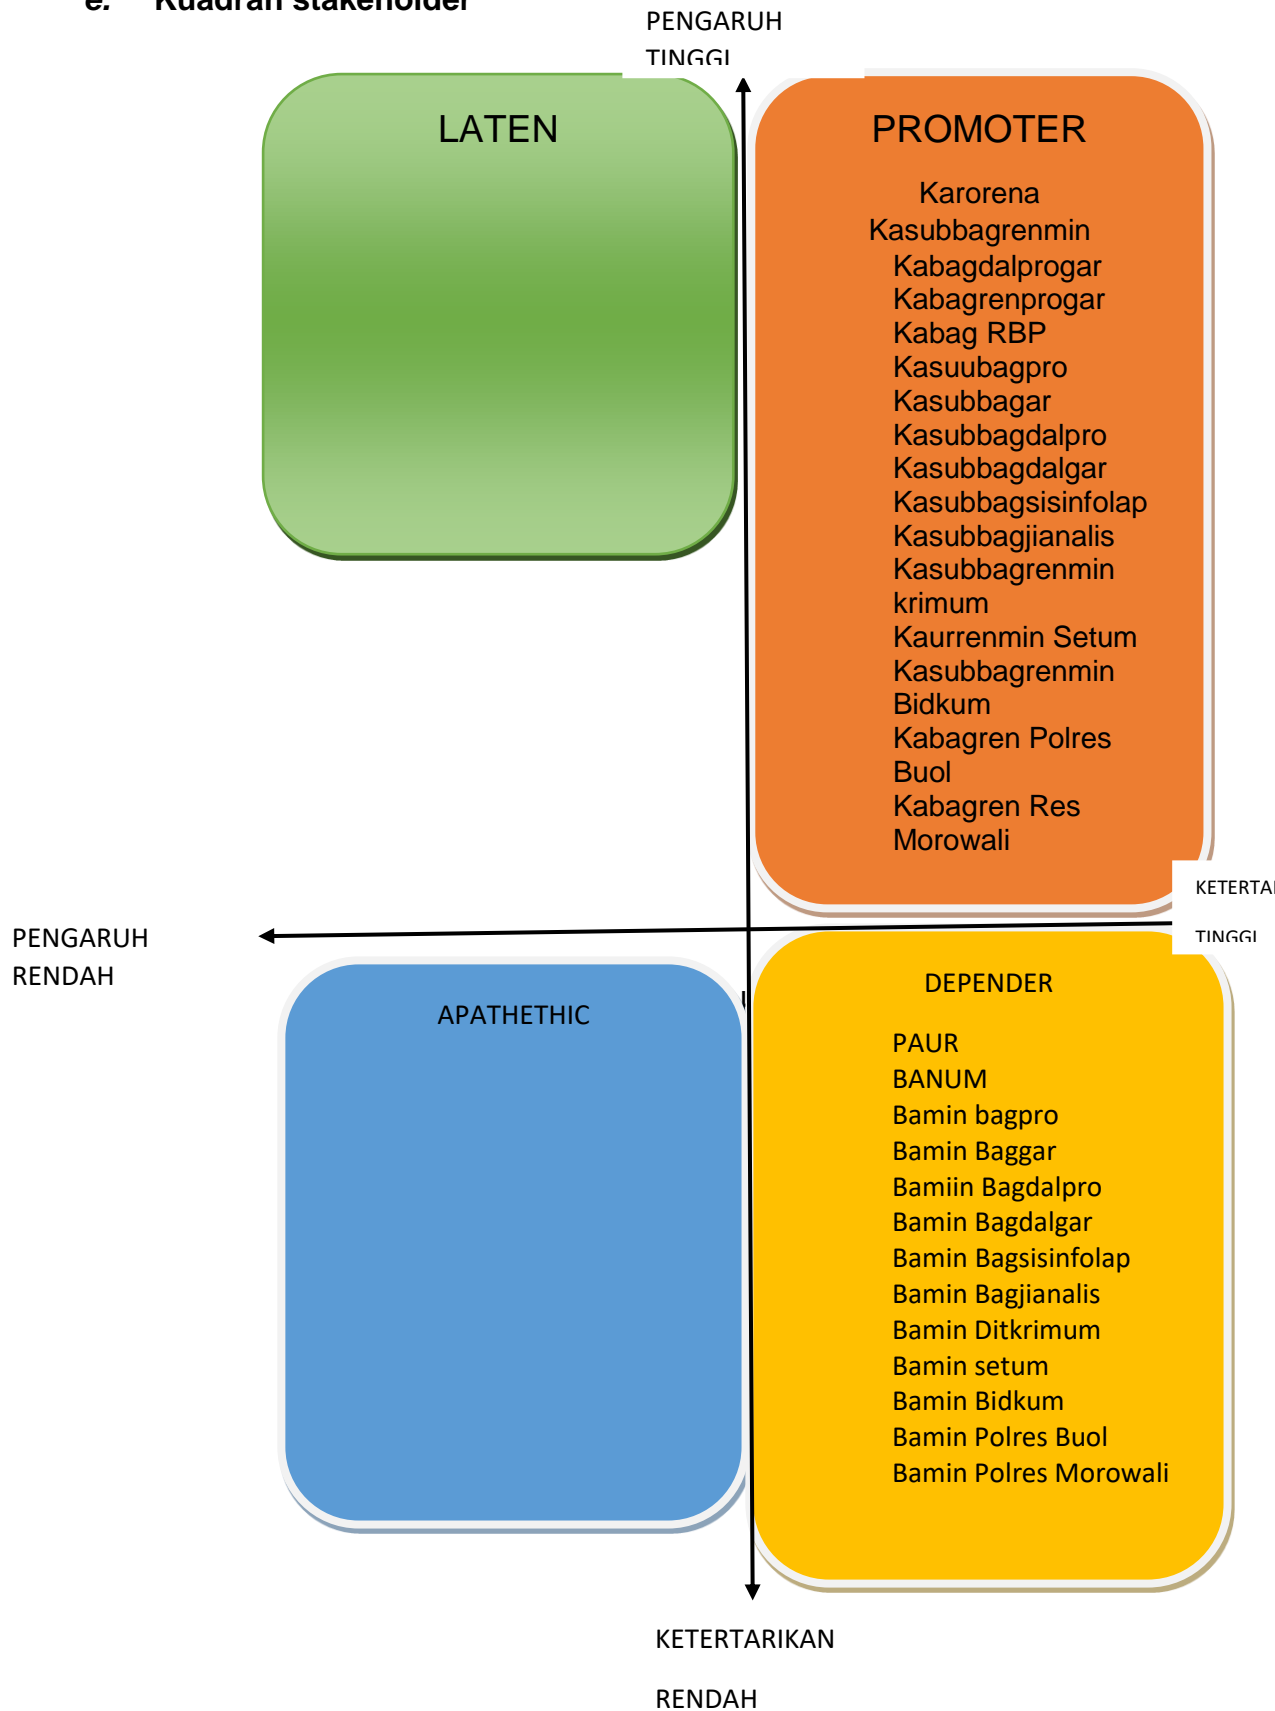 e. Kuadran stakeholder
PENGARUH
TINGGI
LATEN
PROMOTER
Karorena
Kasubbagrenmin
Kabagdalprogar
Kabagrenprogar
Kabag RBP
Kasuubagpro
Kasubbagar
Kasubbagdalpro
Kasubbagdalgar
Kasubbagsisinfolap
Kasubbagjianalis
Kasubbagrenmin
krimum
Kaurrenmin Setum
Kasubbagrenmin
Bidkum
Kabagren Polres
Buol
Kabagren Res
Morowali
KETERTA
TINGGI
PENGARUH
RENDAH
APATHETHIC
DEPENDER
PAUR
BANUM
Bamin bagpro
Bamin Baggar
Bamiin Bagdalpro
Bamin Bagdalgar
Bamin Bagsisinfolap
Bamin Bagjianalis
Bamin Ditkrimum
Bamin setum
Bamin Bidkum
Bamin Polres Buol
Bamin Polres Morowali
KETERTARIKAN
RENDAH